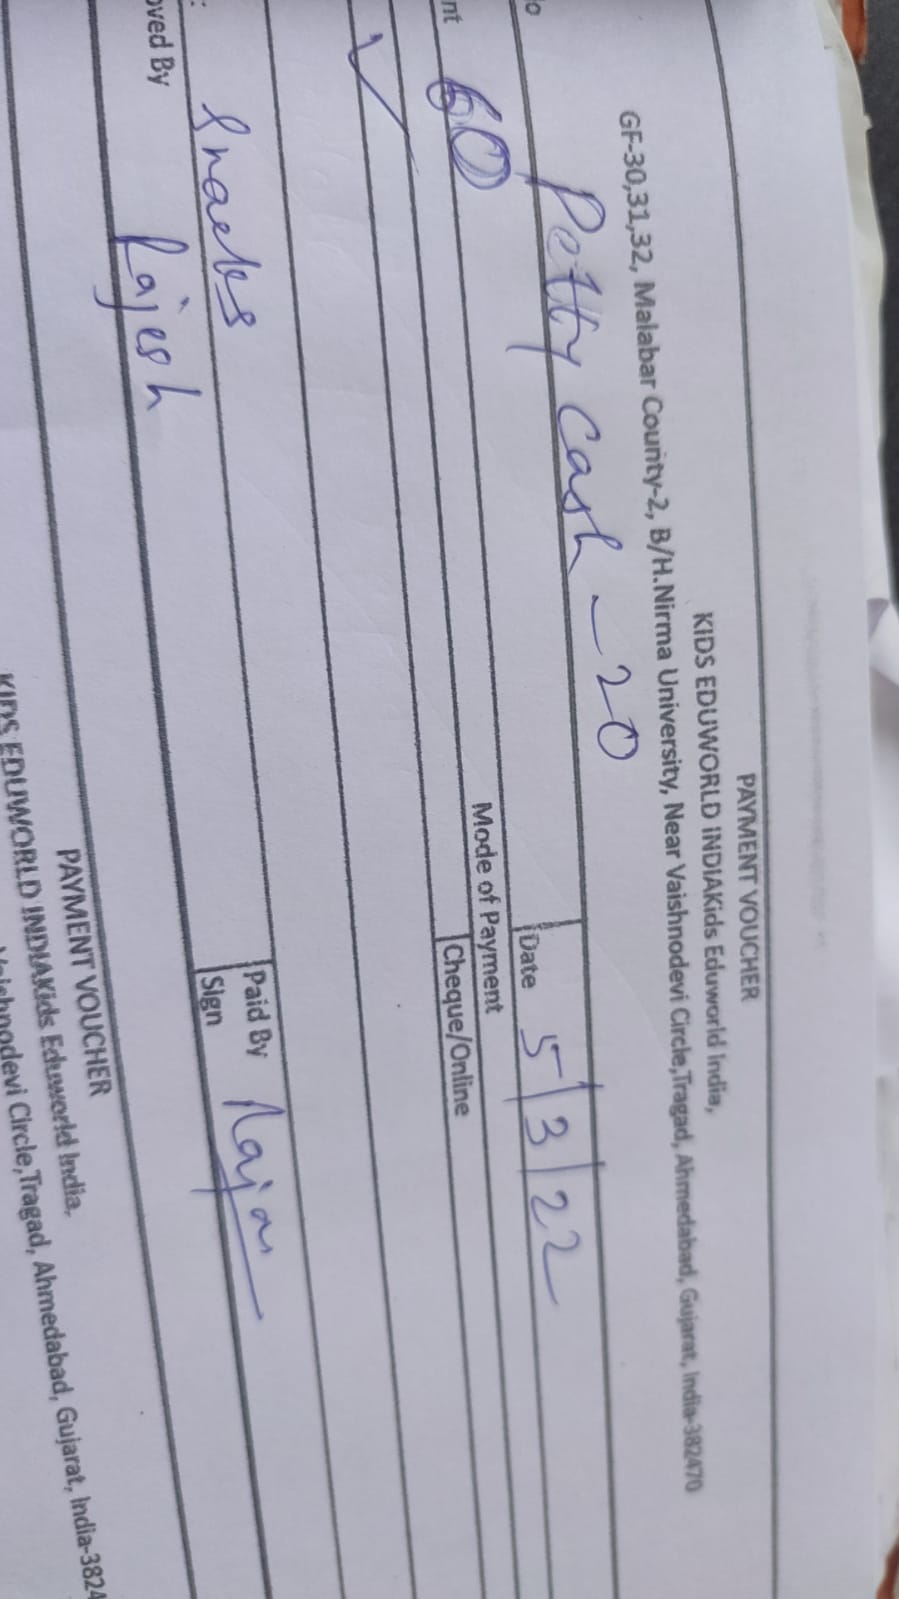 PAYMENT VOUCHER
KIDS EDUWORLD INDIAKids Eduworld India,
GF-30,31,32, Malabar County-2, B/H.Nirma University, Near Vaishnodevi Circle,Tragad, Ahmedabad, Gujarat, India-382470
o Petty Cash - 20 Date 5/3/22
nt 60 Mode of Payment
Cheque/Online
: Snacks Paid By Rajan
oved By Rajesh Sign
PAYMENT VOUCHER
KIDS EDUWORLD INDIAKids Eduworld India,
Vaishnodevi Circle,Tragad, Ahmedabad, Gujarat, India-3824